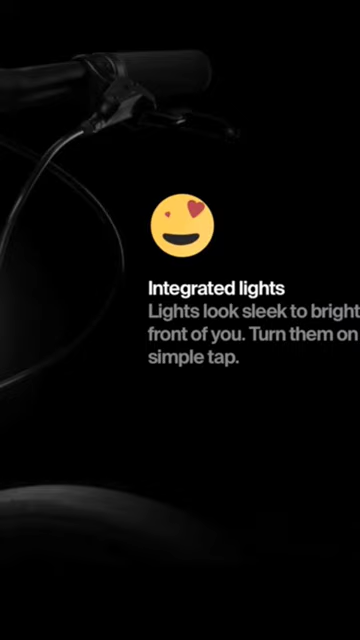 Integrated lights
Lights look sleek to bright
front of you. Turn them on
simple tap.